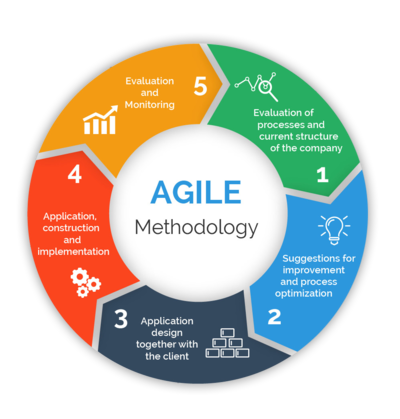 AGILE
Methodology
Evaluation of
processes and
current structure
of the company
1
Suggestions for
improvement
and process
optimization
2
3
Application
design
together with
the client
4
Application,
construction
and
implementation
5
Evaluation
and
Monitoring